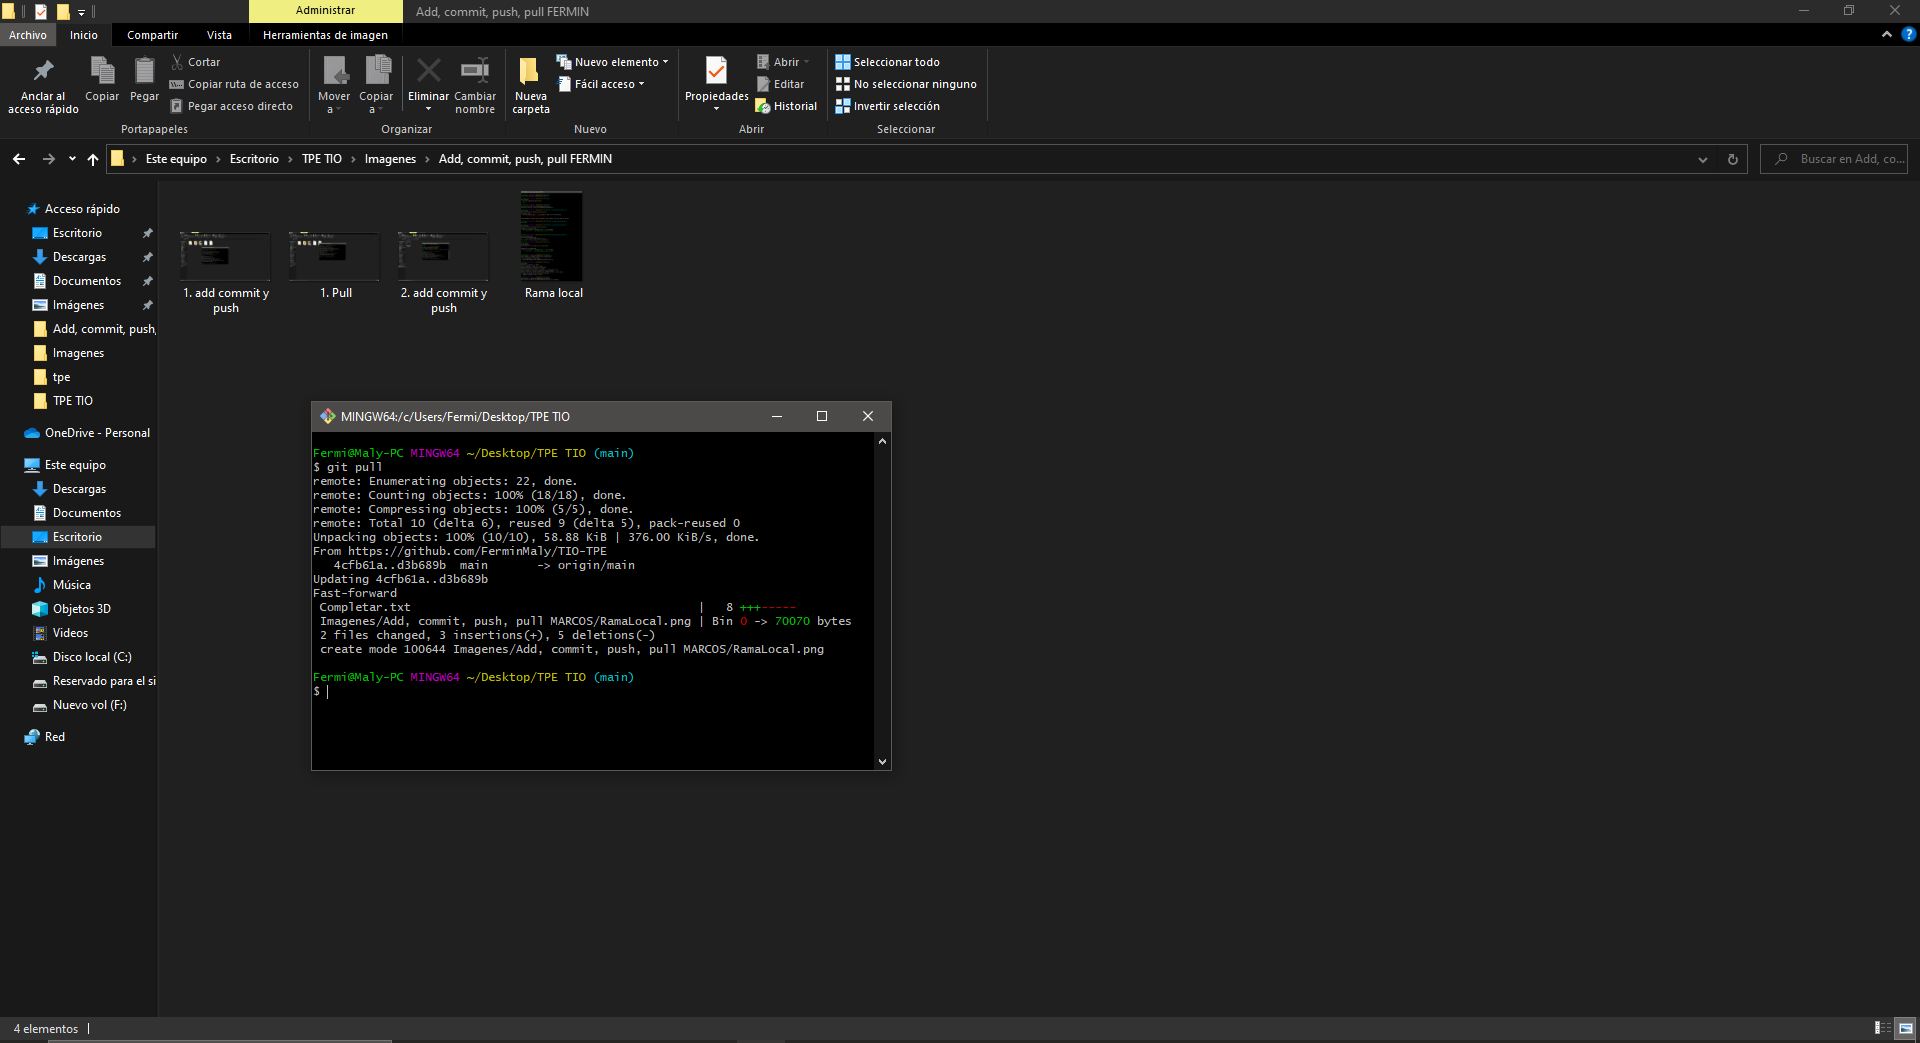 Administrar
Add, commit, push, pull FERMIN
Archivo
Inicio
Compartir
Vista
Herramientas de imagen
Anclar al
acceso rápido
Copiar
Pegar
Cortar
Copiar ruta de acceso
Pegar acceso directo
Portapapeles
Mover
a
Copiar
a
Eliminar
Cambiar
nombre
Organizar
Nueva
carpeta
Nuevo elemento
Fácil acceso
Nuevo
Propiedades
Abrir
Editar
Historial
Abrir
Seleccionar todo
No seleccionar ninguno
Invertir selección
Seleccionar
Este equipo > Escritorio > TPE TIO > Imagenes > Add, commit, push, pull FERMIN
Buscar en Add, co...
Acceso rápido
Escritorio
Descargas
Documentos
Imágenes
Add, commit, push,
Imagenes
tpe
TPE TIO
OneDrive - Personal
Este equipo
Descargas
Documentos
Escritorio
Imágenes
Música
Objetos 3D
Videos
Disco local (C:)
Reservado para el si
Nuevo vol (F:)
Red
1. add commit y
push
1. Pull
2. add commit y
push
Rama local
MINGW64:/c/Users/Fermi/Desktop/TPE TIO
Fermi@Maly-PC MINGW64 ~/Desktop/TPE TIO (main)
$ git pull
remote: Enumerating objects: 22, done.
remote: Counting objects: 100% (18/18), done.
remote: Compressing objects: 100% (5/5), done.
remote: Total 10 (delta 6), reused 9 (delta 5), pack-reused 0
Unpacking objects: 100% (10/10), 58.88 KiB | 376.00 KiB/s, done.
From https://github.com/FerminMaly/TIO-TPE
4cfb61a..d3b689b  main       -> origin/main
Updating 4cfb61a..d3b689b
Fast-forward
Completar.txt | 8 +++-----
Imagenes/Add, commit, push, pull MARCOS/RamaLocal.png | Bin 0 -> 70070 bytes
2 files changed, 3 insertions(+), 5 deletions(-)
create mode 100644 Imagenes/Add, commit, push, pull MARCOS/RamaLocal.png
Fermi@Maly-PC MINGW64 ~/Desktop/TPE TIO (main)
$
4 elementos